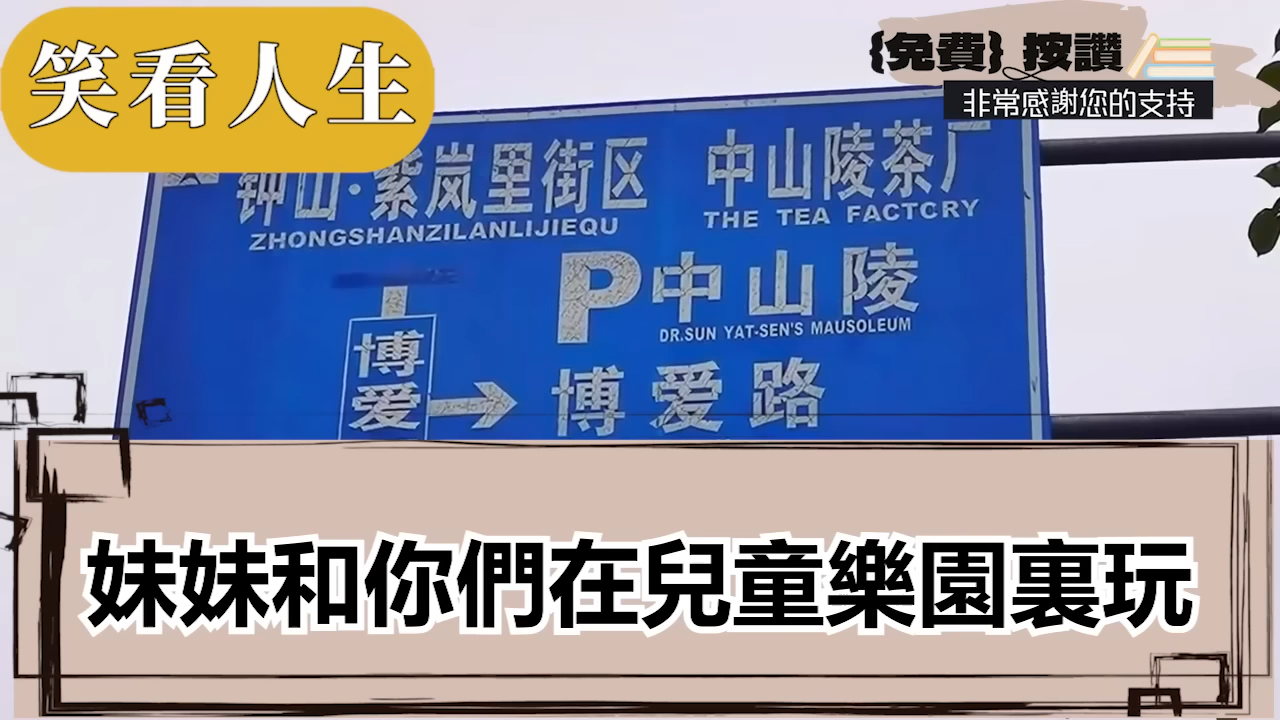 笑看人生
{免費} 按讚
非常感謝您的支持
钟山·紫岚里街区 中山陵茶厂
ZHONGSHANZILANLIJIEQU THE TEA FACTCRY
P中山陵
DR.SUN YAT-SEN'S MAUSOLEUM
博爱 → 博爱路
妹妹和你們在兒童樂園裏玩